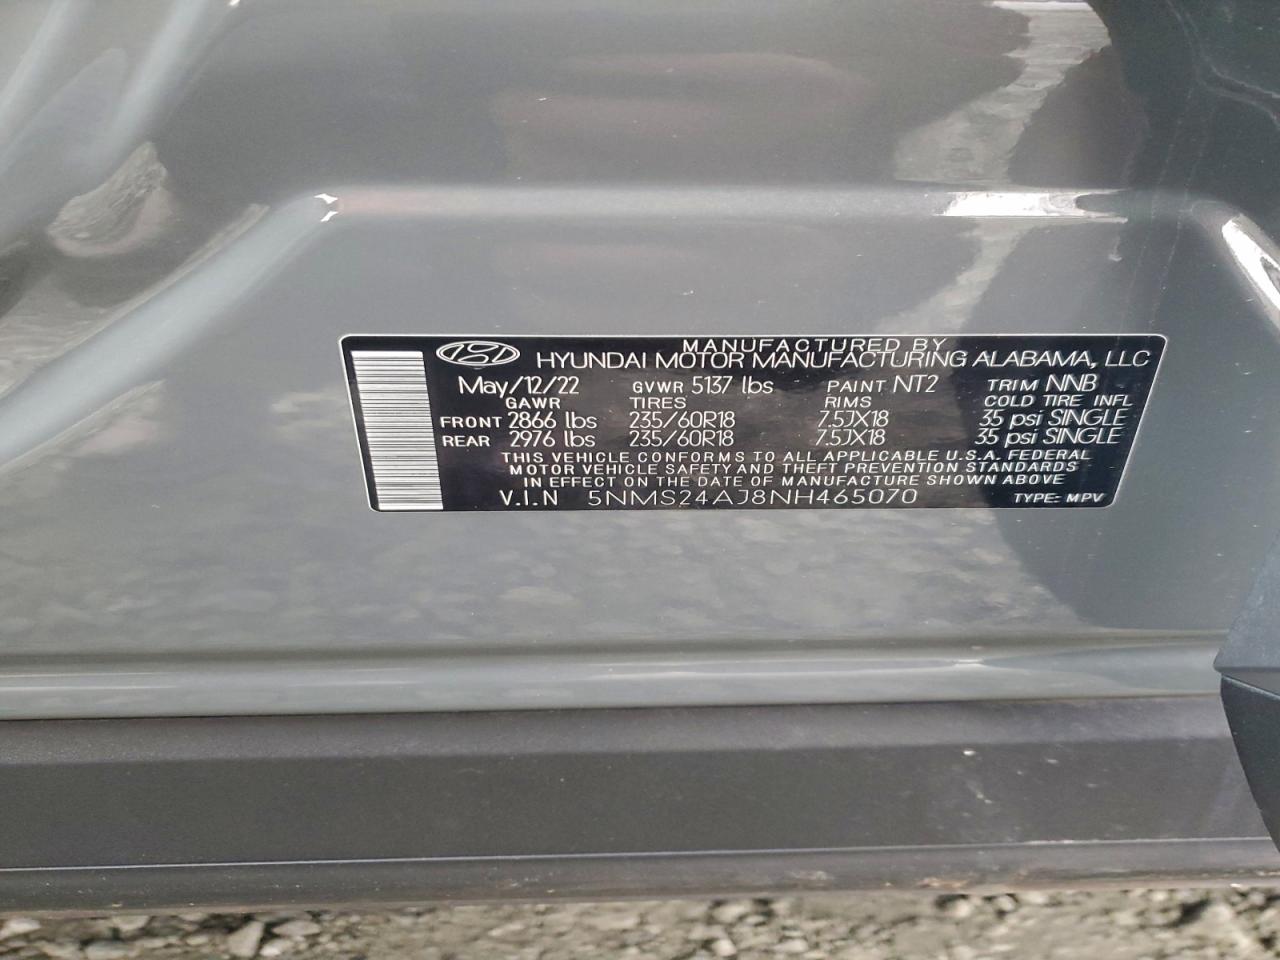 MANUFACTURED BY
HYUNDAI MOTOR MANUFACTURING ALABAMA, LLC
May/12/22 GVWR 5137 lbs PAINT NT2 TRIM NNB
GAWR TIRES RIMS COLD TIRE INFL
FRONT 2866 lbs 235/60R18 7.5JX18 35 psi SINGLE
REAR 2976 lbs 235/60R18 7.5JX18 35 psi SINGLE
THIS VEHICLE CONFORMS TO ALL APPLICABLE U.S.A. FEDERAL
MOTOR VEHICLE SAFETY AND THEFT PREVENTION STANDARDS
IN EFFECT ON THE DATE OF MANUFACTURE SHOWN ABOVE
V.I.N 5NMS24AJ8NH465070 TYPE: MPV